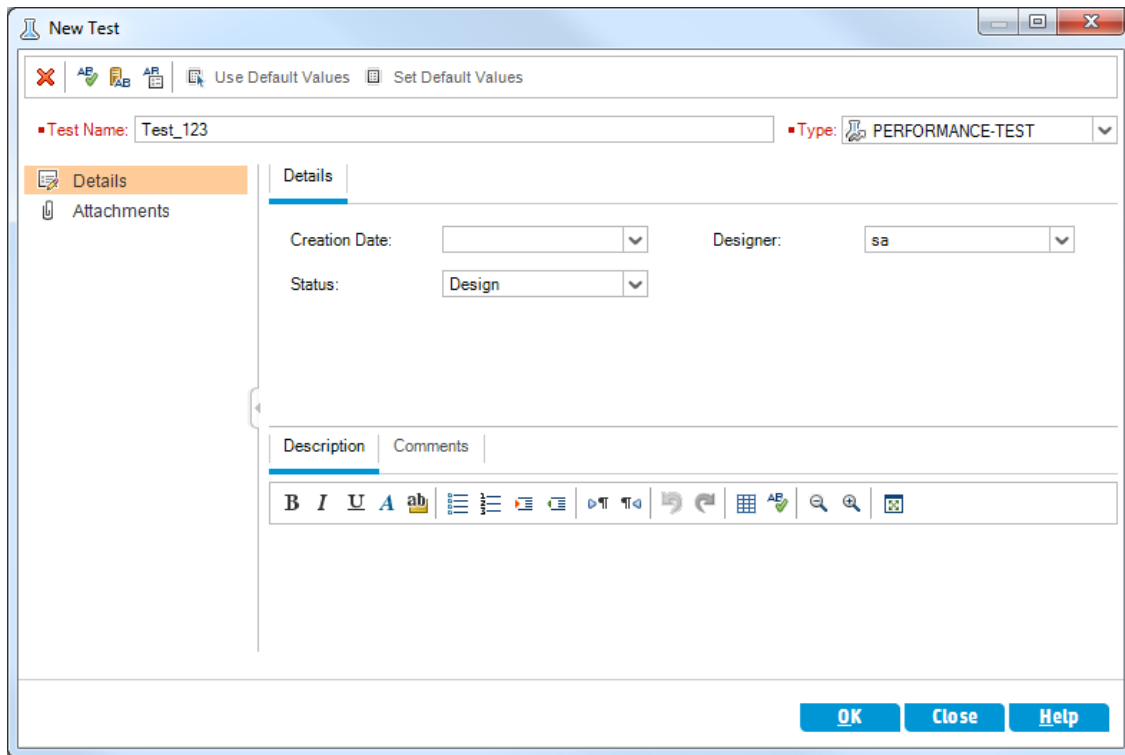 New Test
Use Default Values Set Default Values
Test Name: Test_123 Type: PERFORMANCE-TEST
Details
Attachments
Details
Creation Date: Designer: sa
Status: Design
Description Comments
B I U A ab
OK Close Help